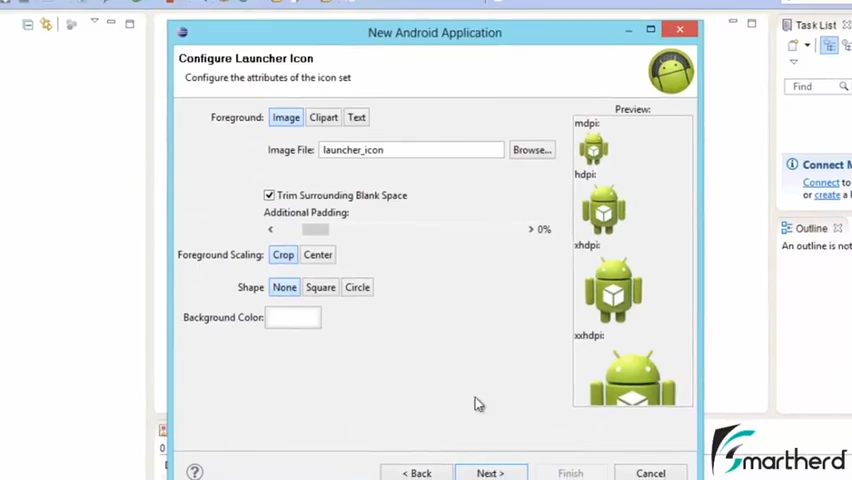 New Android Application
Task List
Configure Launcher Icon
Configure the attributes of the icon set
Find
Foreground: Image Clipart Text
Preview:
mdpi:
Image File: launcher_icon Browse...
Connect M
Connect to
or create a l
Trim Surrounding Blank Space
hdpi:
Additional Padding:
< > 0%
Outline
An outline is not
xhdpi:
Foreground Scaling: Crop Center
Shape None Square Circle
Background Color:
xxhdpi:
0
Smartherd
? < Back Next > Finish Cancel